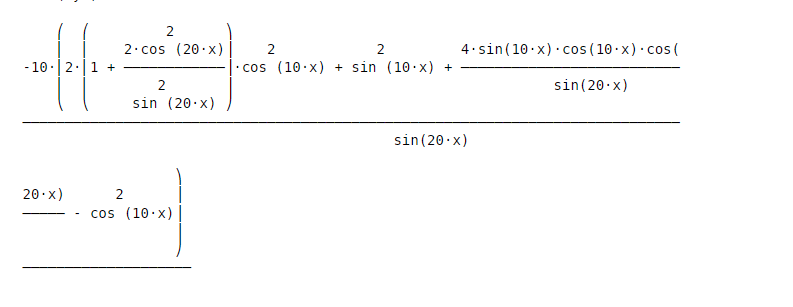 ⎛  ⎛         2      ⎞
      ⎜  ⎜    2⋅cos (20⋅x)⎟     2            2         4⋅sin(10⋅x)⋅cos(10⋅x)⋅cos(
-10⋅⎜2⋅⎜1 + ────────────⎟⋅cos (10⋅x) + sin (10⋅x) + ──────────────────────────
      ⎜  ⎜        2       ⎟                                       sin(20⋅x)
      ⎝  ⎝     sin (20⋅x) ⎠
───────────────────────────────────────────────────────────────────────────────
                                             sin(20⋅x)
                   ⎞
20⋅x)      2       ⎟
───── - cos (10⋅x)⎟
                   ⎟
                   ⎠
────────────────────